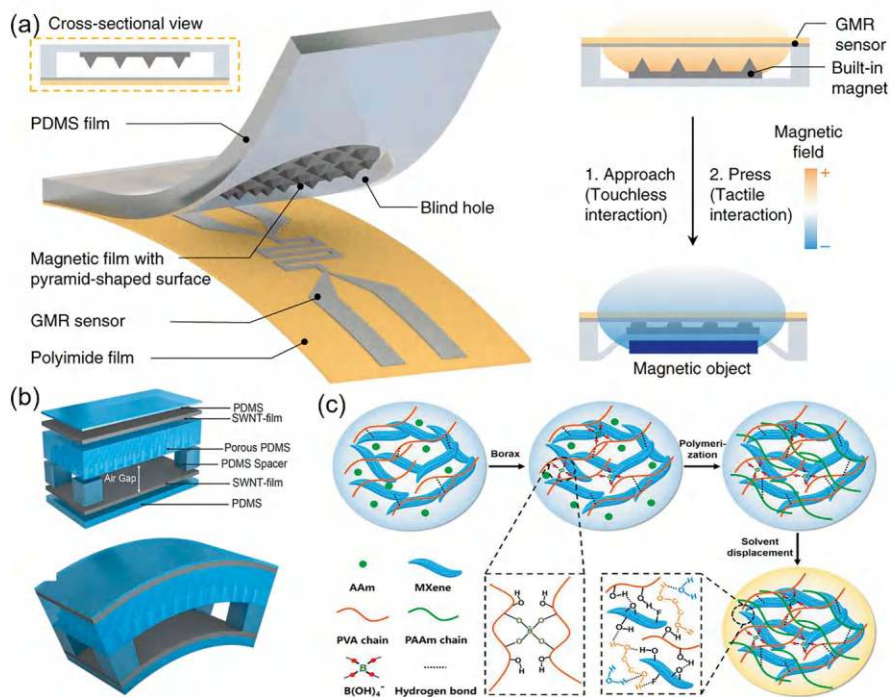 (a)
Cross-sectional view
PDMS film
Blind hole
Magnetic film with
pyramid-shaped surface
GMR sensor
Polyimide film
GMR
sensor
Built-in
magnet
Magnetic
field
+
−
1. Approach
(Touchless
interaction)
2. Press
(Tactile
interaction)
Magnetic object
(b)
PDMS
SWNT-film
Porous PDMS
PDMS Spacer
Air Gap
SWNT-film
PDMS
(c)
Borax
Polymeri-
zation
Solvent
displacement
AAm
MXene
PVA chain
PAAm chain
B
B(OH)₄⁻
Hydrogen bond